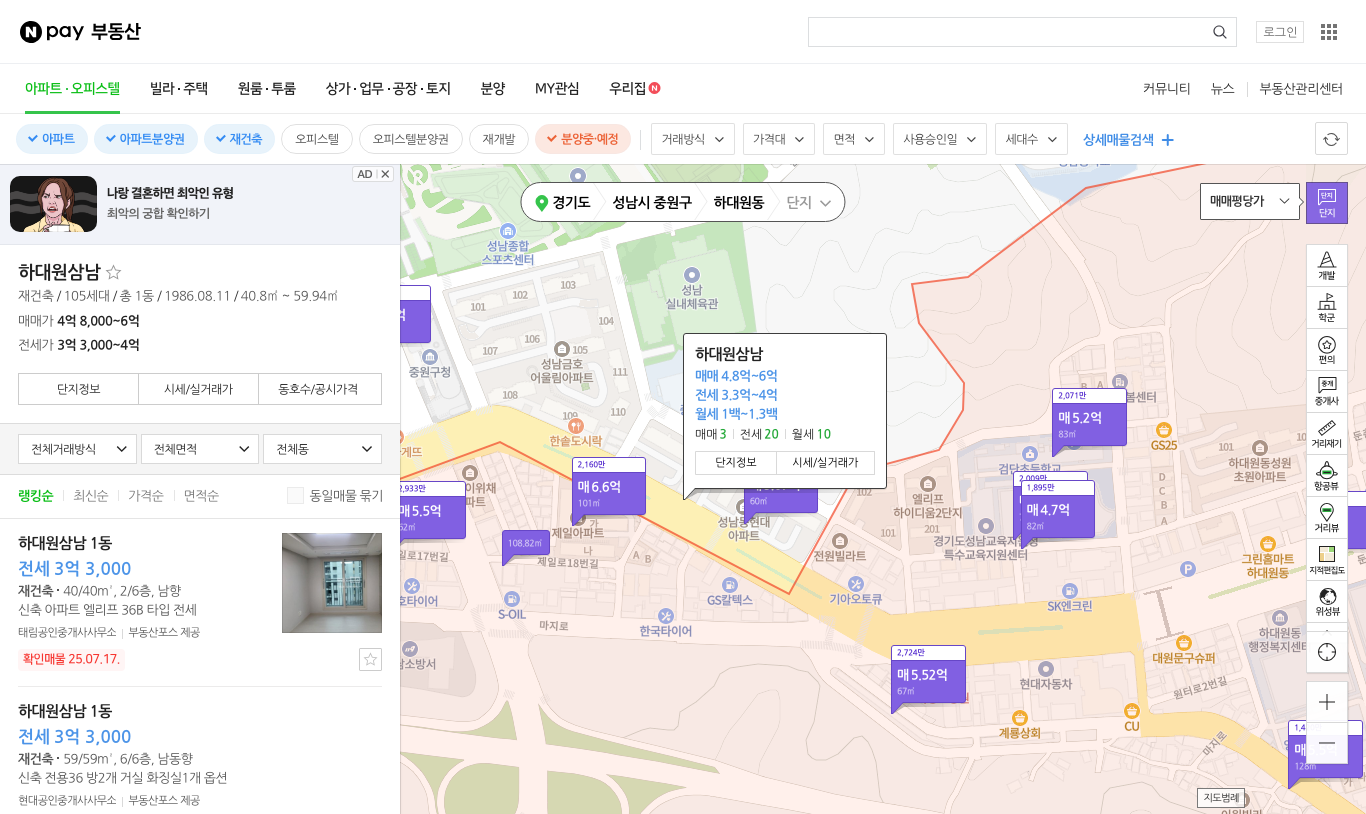 N pay 부동산
로그인
아파트 · 오피스텔 빌라 · 주택 원룸 · 투룸 상가 · 업무 · 공장 · 토지 분양 MY관심 우리집 N 커뮤니티 뉴스 부동산관리센터
아파트 아파트분양권 재건축 오피스텔 오피스텔분양권 재개발 분양중·예정 거래방식 가격대 면적 사용승인일 세대수 상세매물검색
AD
나랑 결혼하면 최악인 유형
최악의 궁합 확인하기
하대원삼남
재건축 / 105세대 / 총 1동 / 1986.08.11 / 40.8㎡ ~ 59.94㎡
매매가 4억 8,000~6억
전세가 3억 3,000~4억
단지정보 시세/실거래가 동호수/공시가격
전체거래방식 전체면적 전체동
랭킹순 최신순 가격순 면적순 동일매물 묶기
하대원삼남 1동
전세 3억 3,000
재건축 · 40/40m², 2/6층, 남향
신축 아파트 엘리프 36B 타입 전세
태림공인중개사사무소 부동산포스 제공
확인매물 25.07.17.
하대원삼남 1동
전세 3억 3,000
재건축 · 59/59m², 6/6층, 남동향
신축 전용36 방2개 거실 화징실1개 옵션
현대공인중개사사무소 부동산포스 제공
경기도 성남시 중원구 하대원동 단지
매매평당가
단지
단지
개발
학군
편의
중개
중개사
거리재기
항공뷰
거리뷰
지적편집도
위성뷰
지도범례
성남종합
스포츠센터
성남
실내체육관
101
102
103
101
103
104
106
107
108
105
108
111
109
110
중원구청
성남금호
어울림아파트
한솥도시락
하대원삼남
매매 4.8억~6억
전세 3.3억~4억
월세 1백~1.3백
매매 3 전세 20 월세 10
단지정보 시세/실거래가
2,071만
매 5.2억
83㎡
GS25
하대원동성원
초원아파트
검단초등학교
2,009만
1,895만
매 4.7억
82㎡
2,160만
매 6.6억
101㎡
2,933만
매 5.5억
제일아파트
제일로18번길
108.82㎡
60㎡
성남동현대
아파트
엘리프
하이디움2단지
경기도성남교육지원청
특수교육지원센터
전원빌라트
그린홈마트
하대원동
P
S-OIL
GS칼텍스
기아오토큐
한국타이어
마지로
SK엔크린
하대원동
행정복지센터
대원문구슈퍼
2,724만
매 5.52억
67㎡
현대자동차
원터로2번길
계룡상회
CU
마지로
128㎡